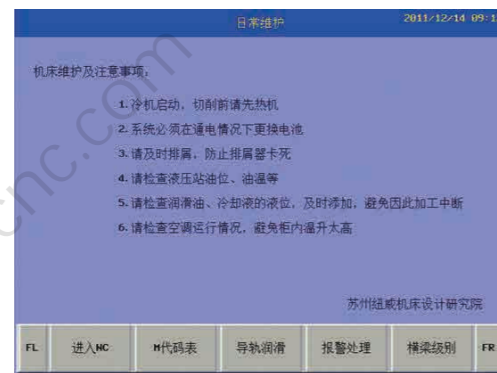 日常维护
2011/12/14 09:1
机床维护及注意事项:
1.冷机启动，切削前请先热机
2.系统必须在通电情况下更换电池
3.请及时排屑，防止排屑器卡死
4.请检查液压站油位、油温等
5.请检查润滑油、冷却液的液位，及时添加，避免因此加工中断
6.请检查空调运行情况，避免柜内温升太高
苏州纽威机床设计研究院
FL 进入NC M代码表 导轨润滑 报警处理 横梁级别 FR
cnc.com